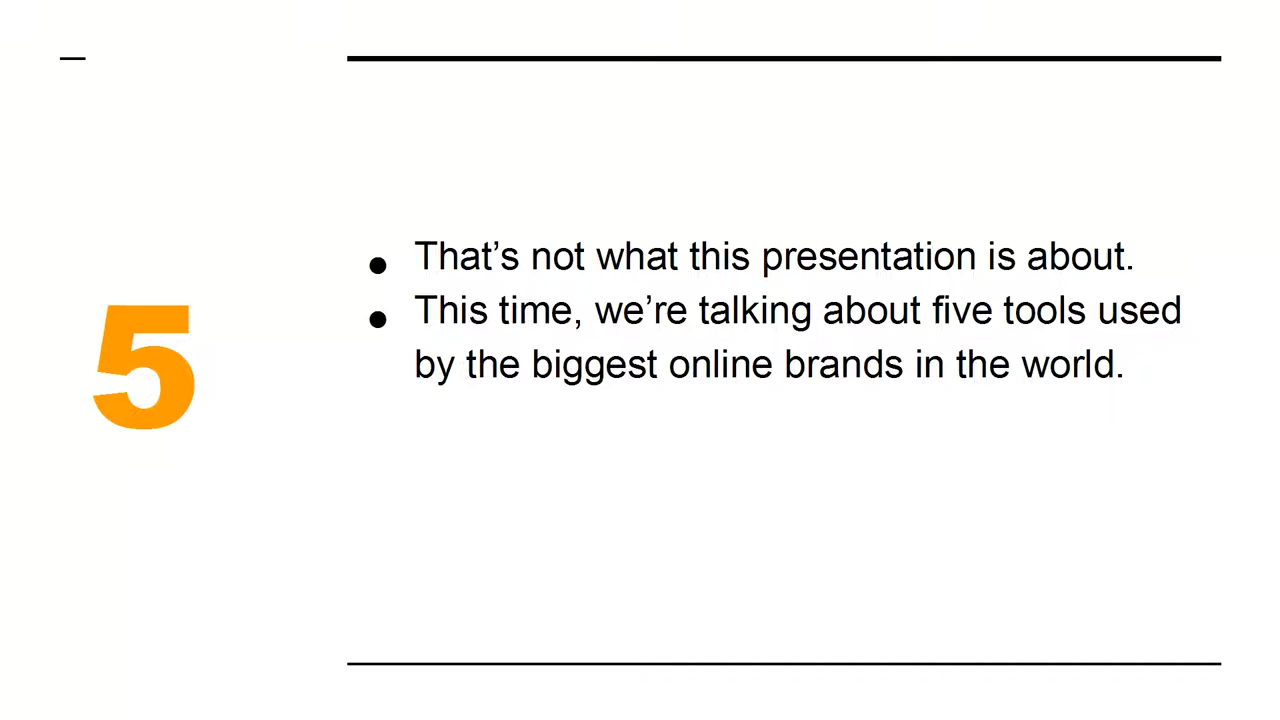 5
• That’s not what this presentation is about.
• This time, we’re talking about five tools used
by the biggest online brands in the world.